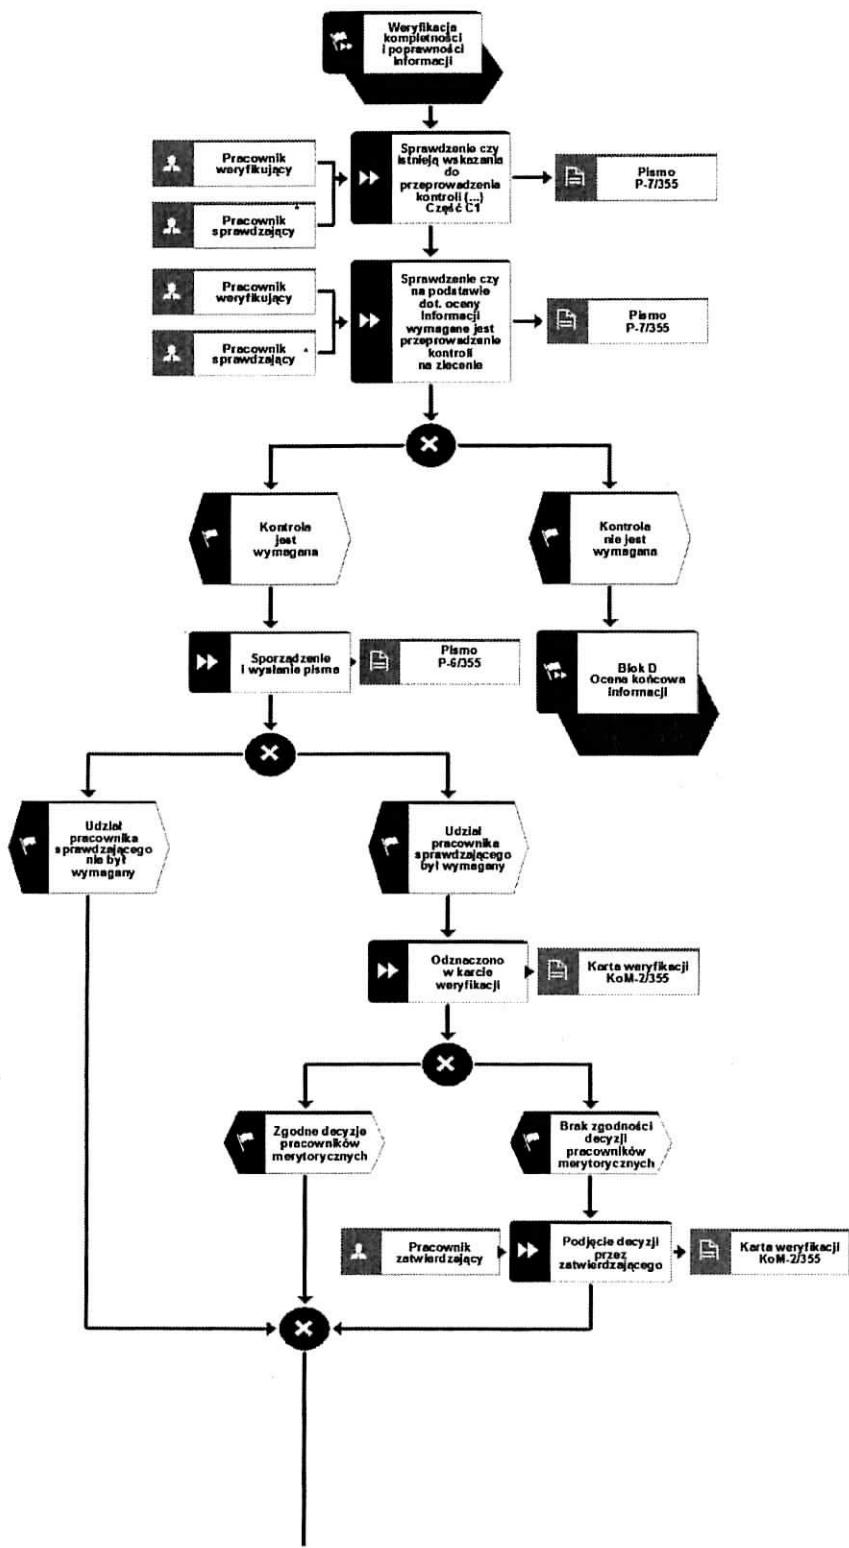 Weryfikacja
kompletności
i poprawności
Informacji
Pracownik
weryfikujący
Pracownik
sprawdzający
Sprawdzenie czy
istnieją wskazania
do
przeprowadzenia
kontroli (...)
Część C1
Pismo
P-7/355
Pracownik
weryfikujący
Pracownik
sprawdzający
Sprawdzenie czy
na podstawie
dot. oceny
Informacji
wymagane jest
przeprowadzenie
kontroli
na zlecenie
Pismo
P-7/355
Kontrola
jest
wymagana
Kontrola
nie jest
wymagana
Sporządzenie
i wysłanie pisma
Pismo
P-6/355
Blok D
Ocena końcowa
Informacji
Udział
pracownika
sprawdzającego
nie był
wymagany
Udział
pracownika
sprawdzającego
był wymagany
Odznaczono
w karcie
weryfikacji
Karta weryfikacji
KoM-2/355
Zgodne decyzje
pracowników
merytorycznych
Brak zgodności
decyzji
pracowników
merytorycznych
Pracownik
zatwierdzający
Podjęcie decyzji
przez
zatwierdzającego
Karta weryfikacji
KoM-2/355